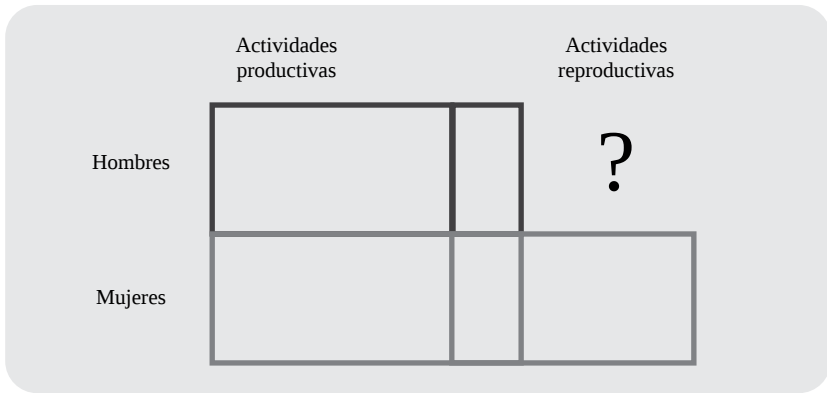 Actividades
productivas
Actividades
reproductivas
Hombres
?
Mujeres